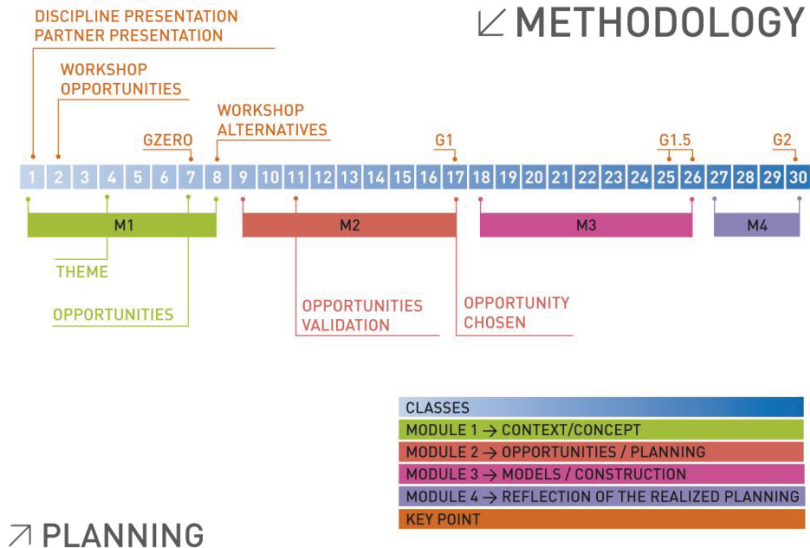 METHODOLOGY
DISCIPLINE PRESENTATION
PARTNER PRESENTATION
WORKSHOP
OPPORTUNITIES
GZERO
WORKSHOP
ALTERNATIVES
G1
G1.5
G2
1 2 3 4 5 6 7 8 9 10 11 12 13 14 15 16 17 18 19 20 21 22 23 24 25 26 27 28 29 30
M1 M2 M3 M4
THEME
OPPORTUNITIES
OPPORTUNITIES
VALIDATION
OPPORTUNITY
CHOSEN
CLASSES
MODULE 1 → CONTEXT/CONCEPT
MODULE 2 → OPPORTUNITIES / PLANNING
MODULE 3 → MODELS / CONSTRUCTION
MODULE 4 → REFLECTION OF THE REALIZED PLANNING
KEY POINT
PLANNING